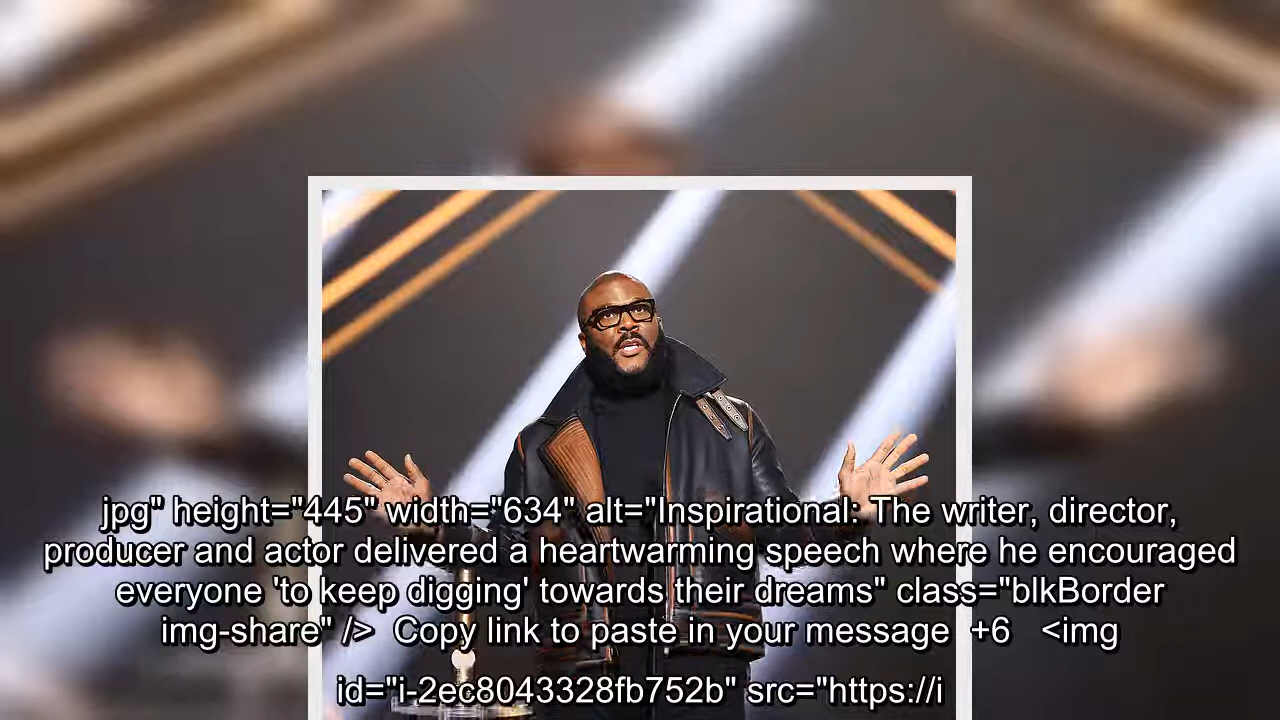 jpg" height="445" width="634" alt="Inspirational: The writer, director,
producer and actor delivered a heartwarming speech where he encouraged
everyone 'to keep digging' towards their dreams" class="blkBorder
img-share" />  Copy link to paste in your message  +6   <img
id="i-2ec8043328fb752b" src="https://i